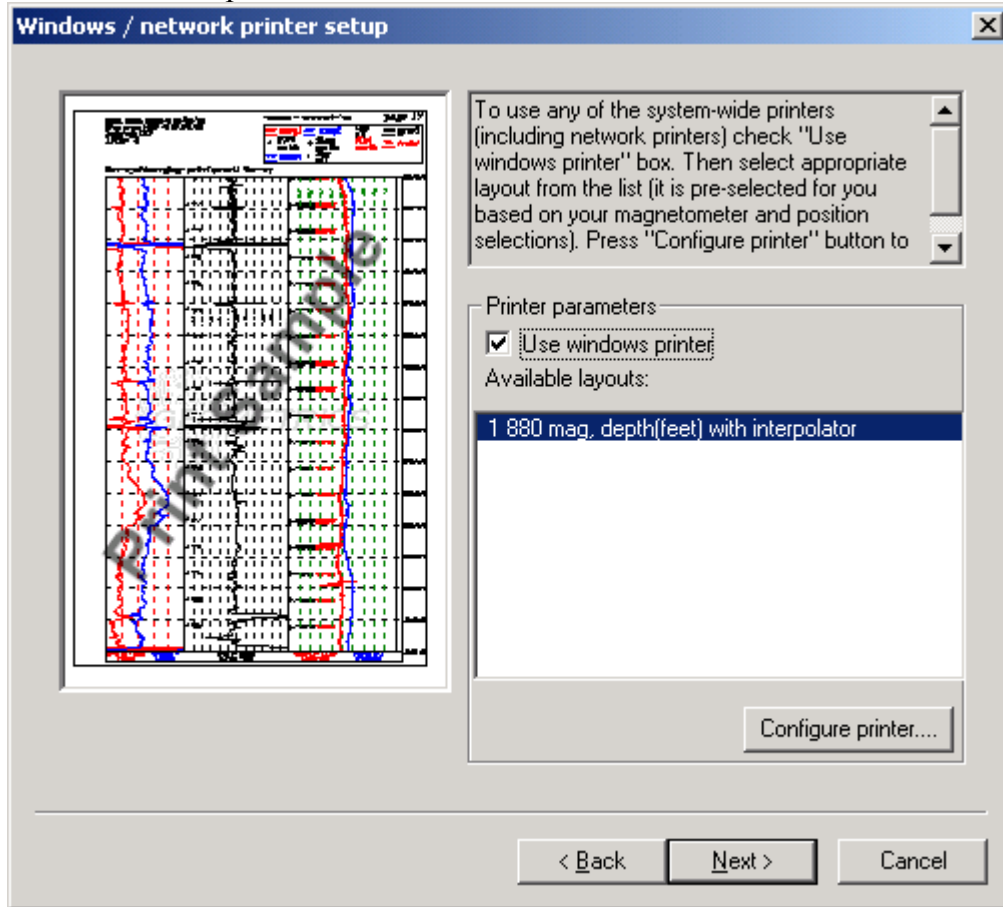 Windows / network printer setup
page 19
Print Sample
To use any of the system-wide printers
(including network printers) check "Use
windows printer" box. Then select appropriate
layout from the list (it is pre-selected for you
based on your magnetometer and position
selections). Press "Configure printer" button to
Printer parameters
Use windows printer
Available layouts:
1 880 mag, depth(feet) with interpolator
Configure printer....
< Back
Next >
Cancel